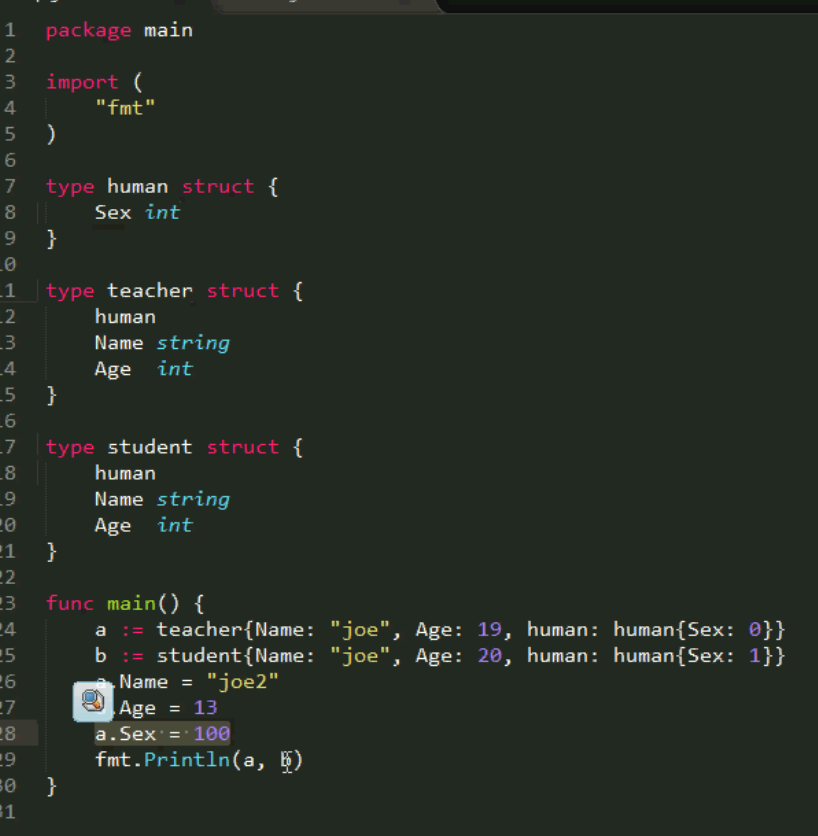 1 package main
2
3 import (
4 "fmt"
5 )
6
7 type human struct {
8 Sex int
9 }
10
11 type teacher struct {
12 human
13 Name string
14 Age int
15 }
16
17 type student struct {
18 human
19 Name string
20 Age int
21 }
22
23 func main() {
24 a := teacher{Name: "joe", Age: 19, human: human{Sex: 0}}
25 b := student{Name: "joe", Age: 20, human: human{Sex: 1}}
26 a.Name = "joe2"
27 .Age = 13
28 a.Sex = 100
29 fmt.Println(a, b)
30 }
31